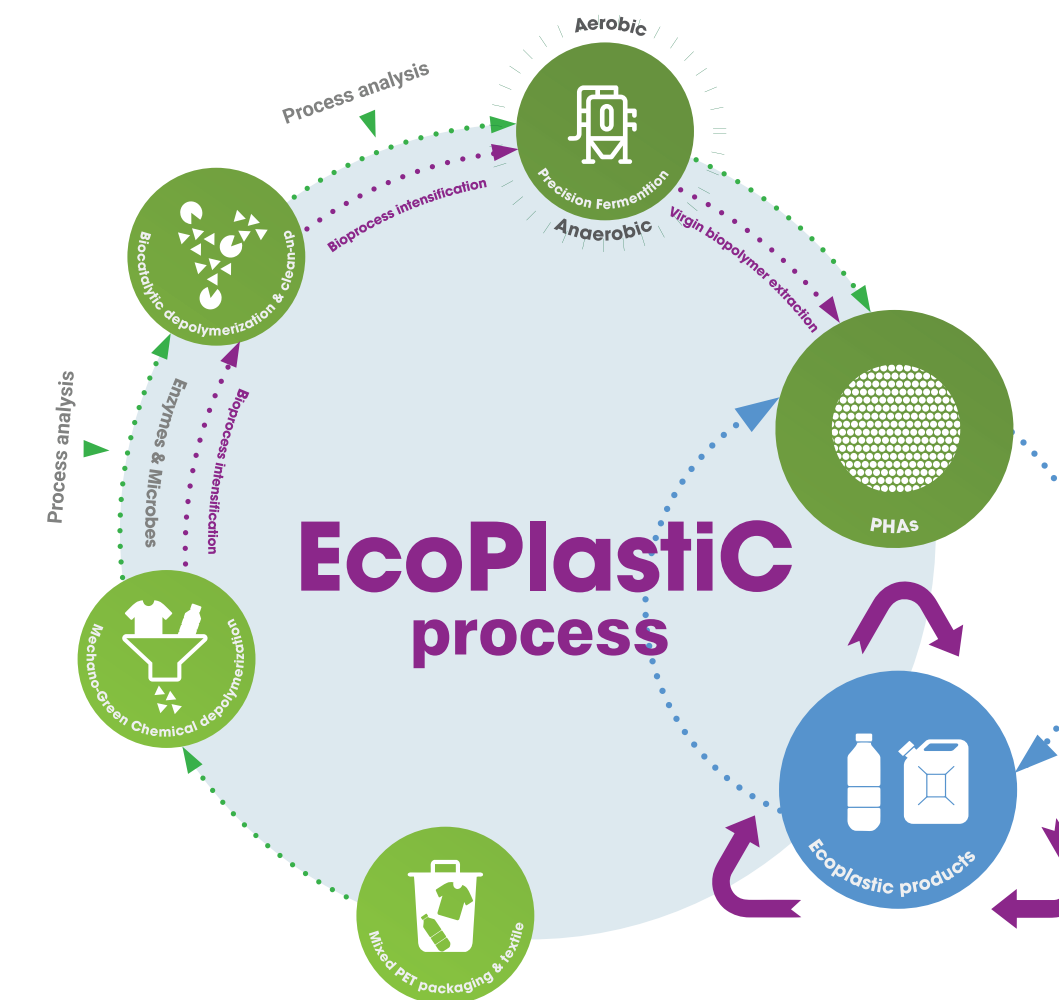 Aerobic
Process analysis
Precision Fermenttion
Anaerobic
Bioprocess intensification
Virgin biopolymer extraction
Biocatalytic depolymerization & clean-up
Process analysis
Enzymes & Microbes
Bioprocess intensification
PHAs
EcoPlastiC
process
Mechano-Green Chemical depolymerization
Ecoplastic products
Mixed PET packaging & textile